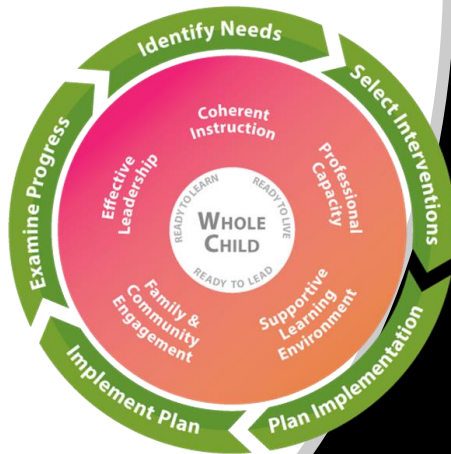 Identify Needs
Select Interventions
Plan Implementation
Implement Plan
Examine Progress
Coherent
Instruction
Professional
Capacity
Supportive
Learning
Environment
Family &
Community
Engagement
Effective
Leadership
READY TO LEARN
READY TO LIVE
READY TO LEAD
WHOLE
CHILD